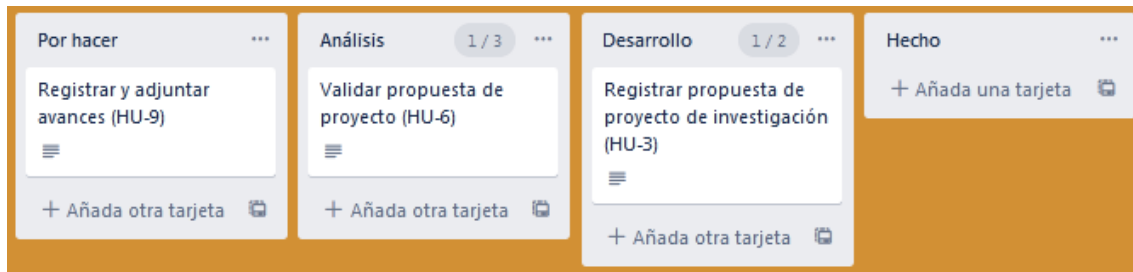 Por hacer
Registrar y adjuntar
avances (HU-9)
+ Añada otra tarjeta
Análisis 1 / 3
Validar propuesta de
proyecto (HU-6)
+ Añada otra tarjeta
Desarrollo 1 / 2
Registrar propuesta de
proyecto de investigación
(HU-3)
+ Añada otra tarjeta
Hecho
+ Añada una tarjeta